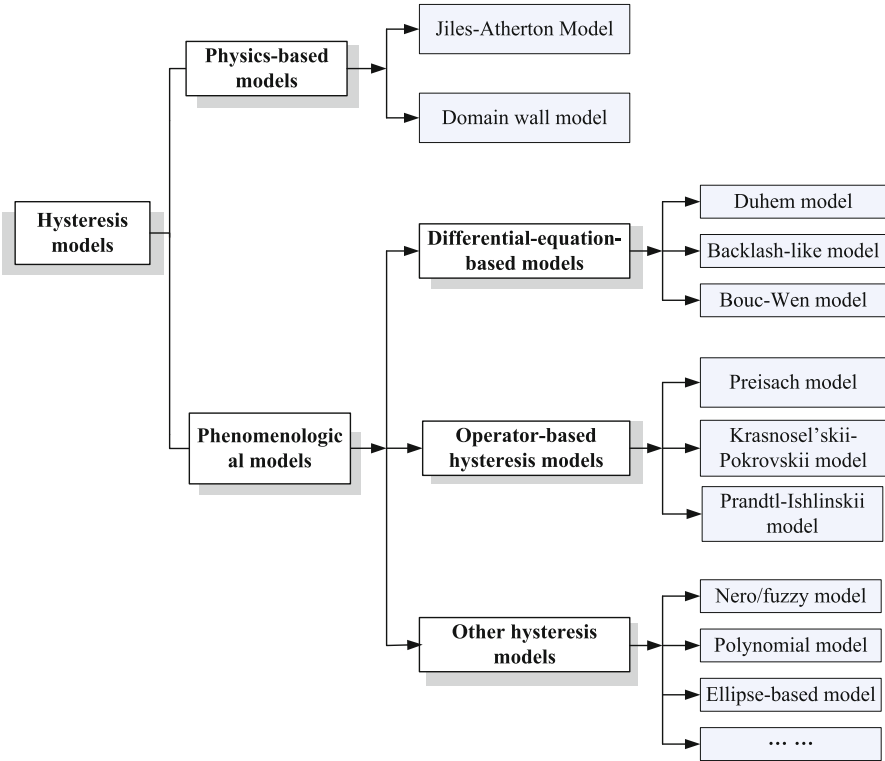 Jiles-Atherton Model
Physics-based
models
Domain wall model
Hysteresis
models
Differential-equation-
based models
Duhem model
Backlash-like model
Bouc-Wen model
Phenomenologic
al models
Operator-based
hysteresis models
Preisach model
Krasnosel'skii-
Pokrovskii model
Prandtl-Ishlinskii
model
Other hysteresis
models
Nero/fuzzy model
Polynomial model
Ellipse-based model
... ...